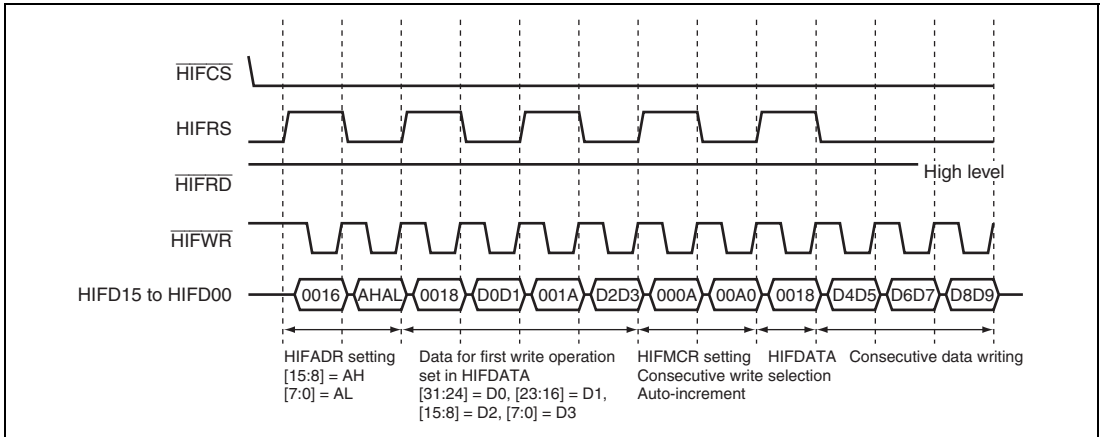 HIFCS
HIFRS
HIFRD
High level
HIFWR
HIFD15 to HIFD00
0016 AHAL 0018 D0D1 001A D2D3 000A 00A0 0018 D4D5 D6D7 D8D9
HIFADR setting
[15:8] = AH
[7:0] = AL
Data for first write operation
set in HIFDATA
[31:24] = D0, [23:16] = D1,
[15:8] = D2, [7:0] = D3
HIFMCR setting
Consecutive write selection
Auto-increment
HIFDATA
Consecutive data writing